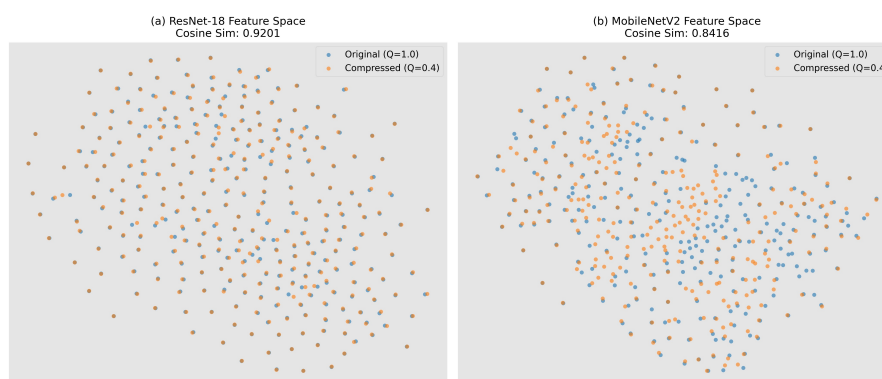 (a) ResNet-18 Feature Space
Cosine Sim: 0.9201
Original (Q=1.0)
Compressed (Q=0.4)
(b) MobileNetV2 Feature Space
Cosine Sim: 0.8416
Original (Q=1.0)
Compressed (Q=0.4